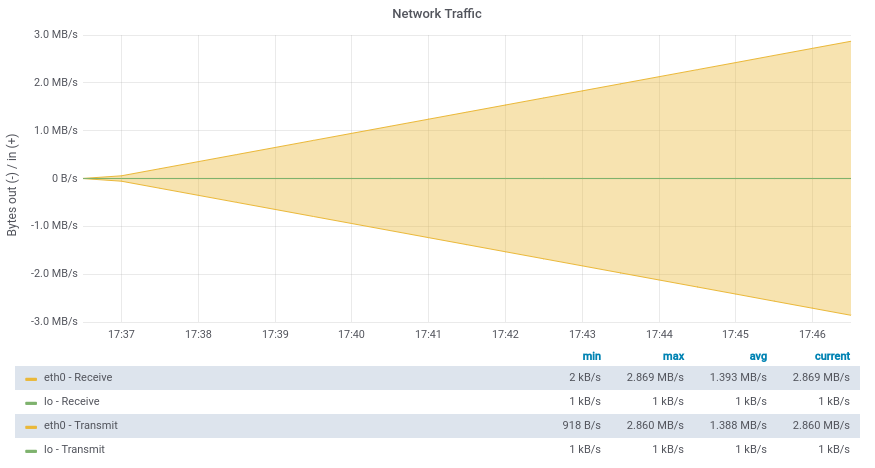 Network Traffic
3.0 MB/s
2.0 MB/s
1.0 MB/s
0 B/s
-1.0 MB/s
-2.0 MB/s
-3.0 MB/s
Bytes out (-) / in (+)
17:37 17:38 17:39 17:40 17:41 17:42 17:43 17:44 17:45 17:46
min max avg current
eth0 - Receive 2 kB/s 2.869 MB/s 1.393 MB/s 2.869 MB/s
lo - Receive 1 kB/s 1 kB/s 1 kB/s 1 kB/s
eth0 - Transmit 918 B/s 2.860 MB/s 1.388 MB/s 2.860 MB/s
lo - Transmit 1 kB/s 1 kB/s 1 kB/s 1 kB/s